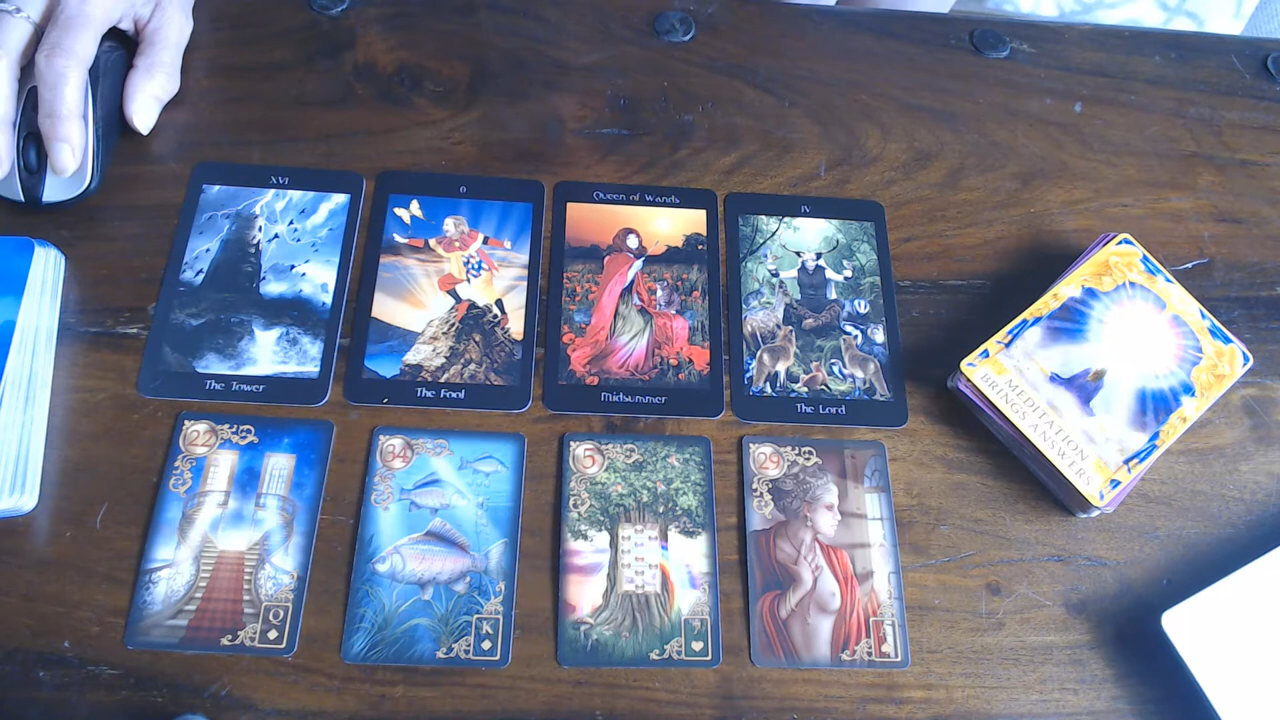 XVI
The Tower
0
The Fool
Queen of Wands
Midsummer
IV
The Lord
22
Q
34
K
5
7
29
MEDITATION
BRINGS ANSWERS